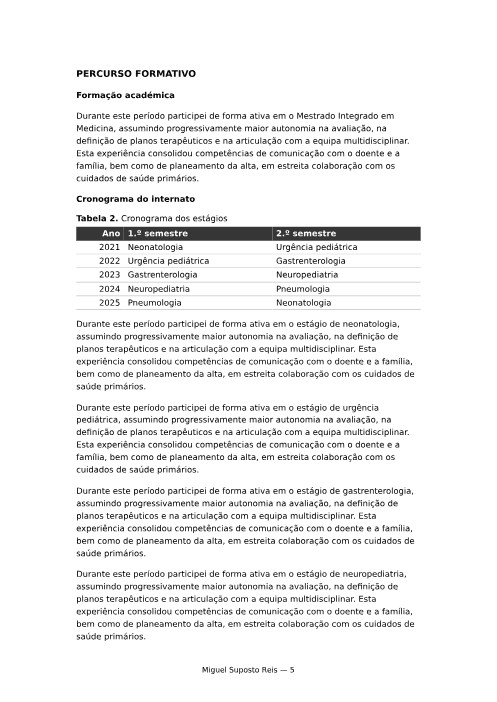 PERCURSO FORMATIVO
Formação académica
Durante este período participei de forma ativa em o Mestrado Integrado em
Medicina, assumindo progressivamente maior autonomia na avaliação, na
definição de planos terapêuticos e na articulação com a equipa multidisciplinar.
Esta experiência consolidou competências de comunicação com o doente e a
família, bem como de planeamento da alta, em estreita colaboração com os
cuidados de saúde primários.
Cronograma do internato
Tabela 2. Cronograma dos estágios
Ano 1.º semestre 2.º semestre
2021 Neonatologia Urgência pediátrica
2022 Urgência pediátrica Gastrenterologia
2023 Gastrenterologia Neuropediatria
2024 Neuropediatria Pneumologia
2025 Pneumologia Neonatologia
Durante este período participei de forma ativa em o estágio de neonatologia,
assumindo progressivamente maior autonomia na avaliação, na definição de
planos terapêuticos e na articulação com a equipa multidisciplinar. Esta
experiência consolidou competências de comunicação com o doente e a família,
bem como de planeamento da alta, em estreita colaboração com os cuidados de
saúde primários.
Durante este período participei de forma ativa em o estágio de urgência
pediátrica, assumindo progressivamente maior autonomia na avaliação, na
definição de planos terapêuticos e na articulação com a equipa multidisciplinar.
Esta experiência consolidou competências de comunicação com o doente e a
família, bem como de planeamento da alta, em estreita colaboração com os
cuidados de saúde primários.
Durante este período participei de forma ativa em o estágio de gastrenterologia,
assumindo progressivamente maior autonomia na avaliação, na definição de
planos terapêuticos e na articulação com a equipa multidisciplinar. Esta
experiência consolidou competências de comunicação com o doente e a família,
bem como de planeamento da alta, em estreita colaboração com os cuidados de
saúde primários.
Durante este período participei de forma ativa em o estágio de neuropediatria,
assumindo progressivamente maior autonomia na avaliação, na definição de
planos terapêuticos e na articulação com a equipa multidisciplinar. Esta
experiência consolidou competências de comunicação com o doente e a família,
bem como de planeamento da alta, em estreita colaboração com os cuidados de
saúde primários.
Miguel Suposto Reis — 5